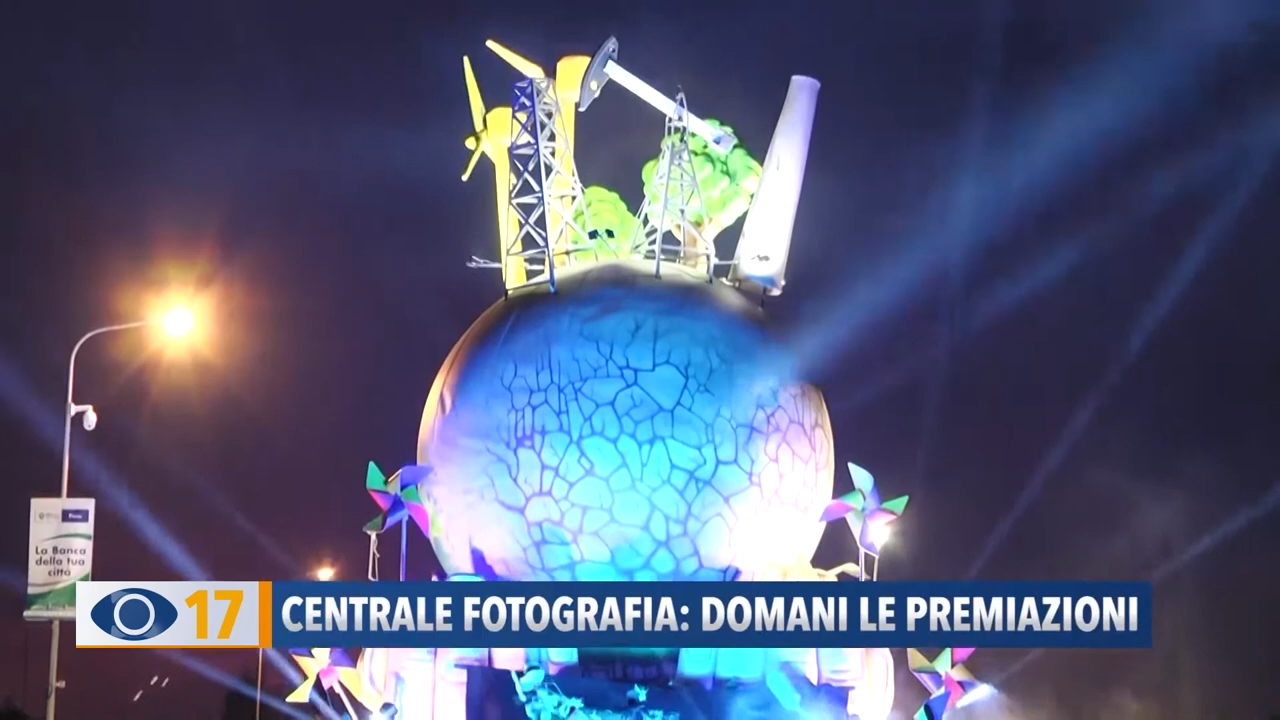 La Banca
della tua
città
17
CENTRALE FOTOGRAFIA: DOMANI LE PREMIAZIONI